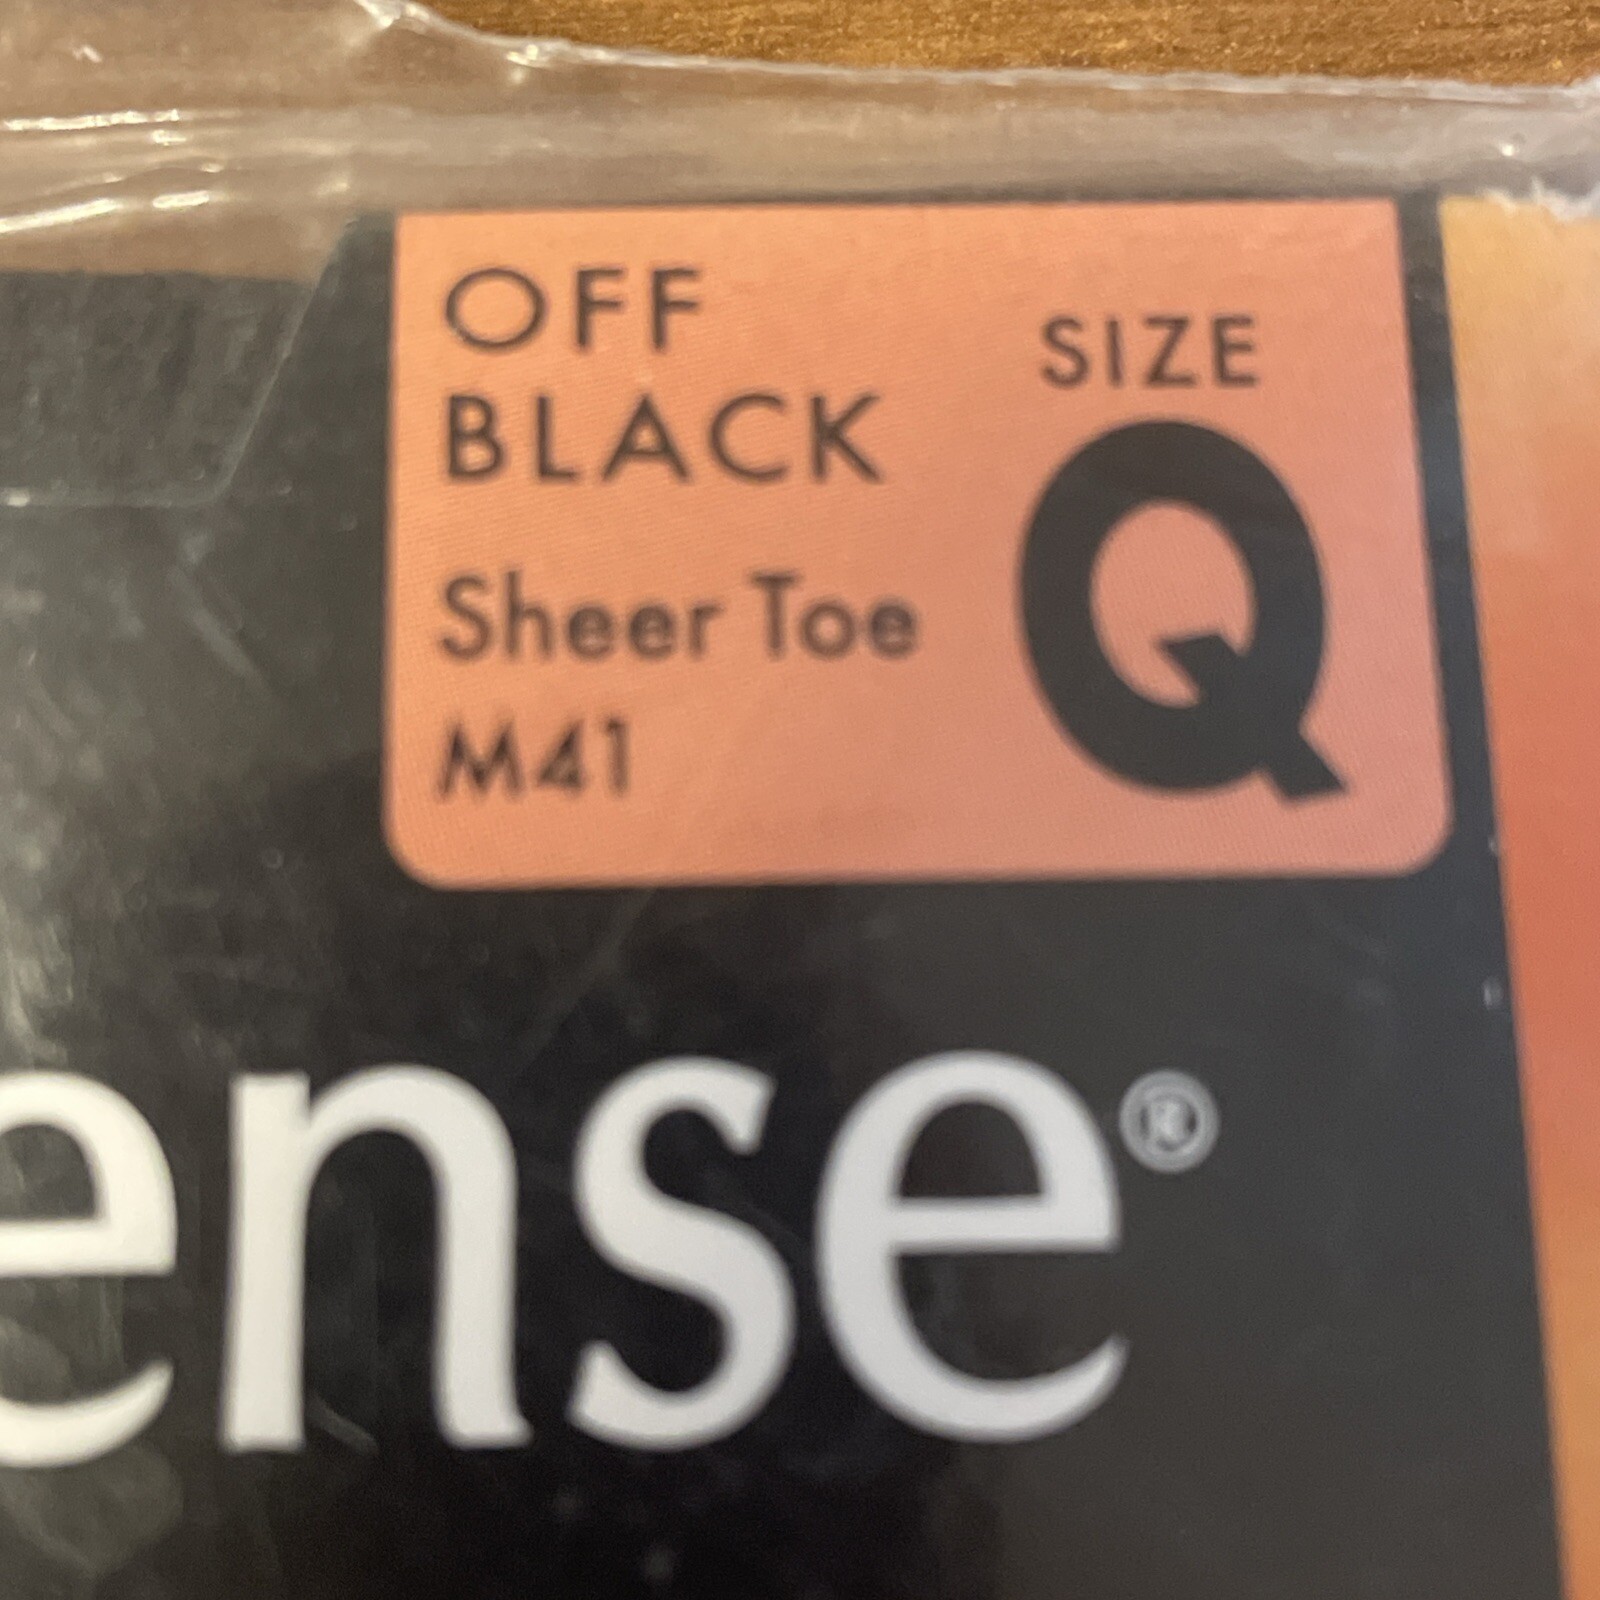 OFF
BLACK
SIZE
Q
Sheer Toe
M41
ense®